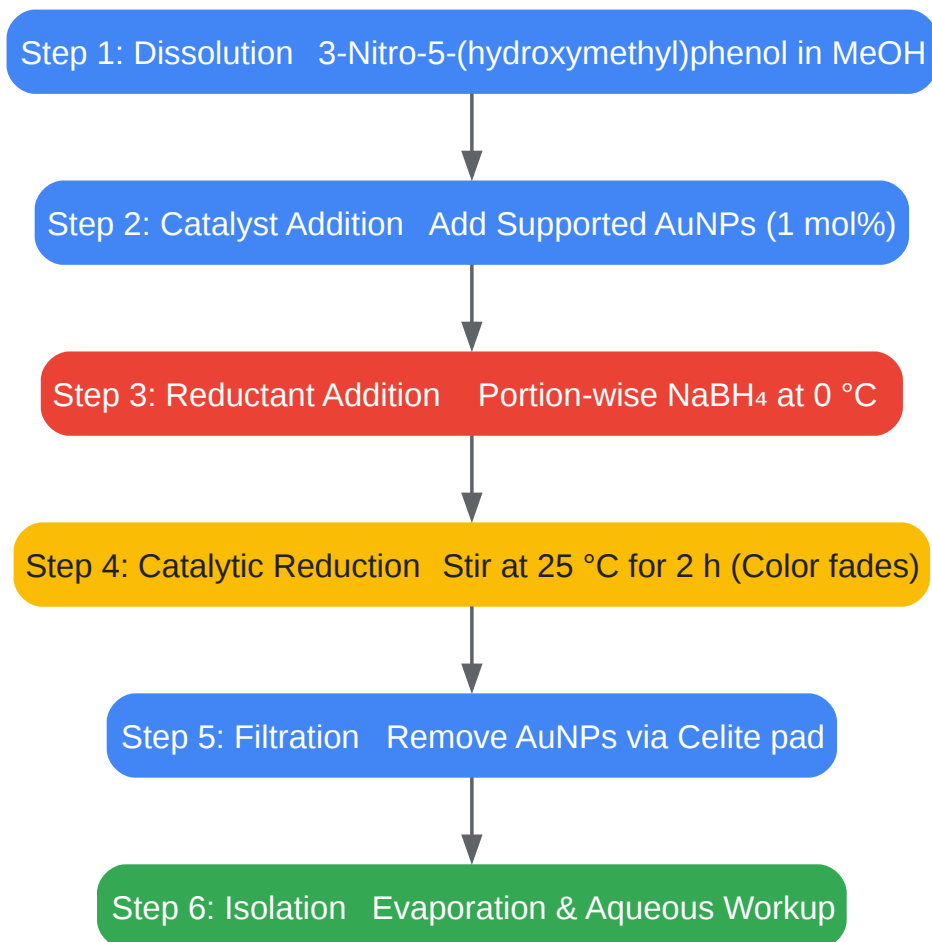 Step 1: Dissolution   3-Nitro-5-(hydroxymethyl)phenol in MeOH
Step 2: Catalyst Addition   Add Supported AuNPs (1 mol%)
Step 3: Reductant Addition   Portion-wise NaBH₄ at 0 °C
Step 4: Catalytic Reduction   Stir at 25 °C for 2 h (Color fades)
Step 5: Filtration   Remove AuNPs via Celite pad
Step 6: Isolation   Evaporation & Aqueous Workup